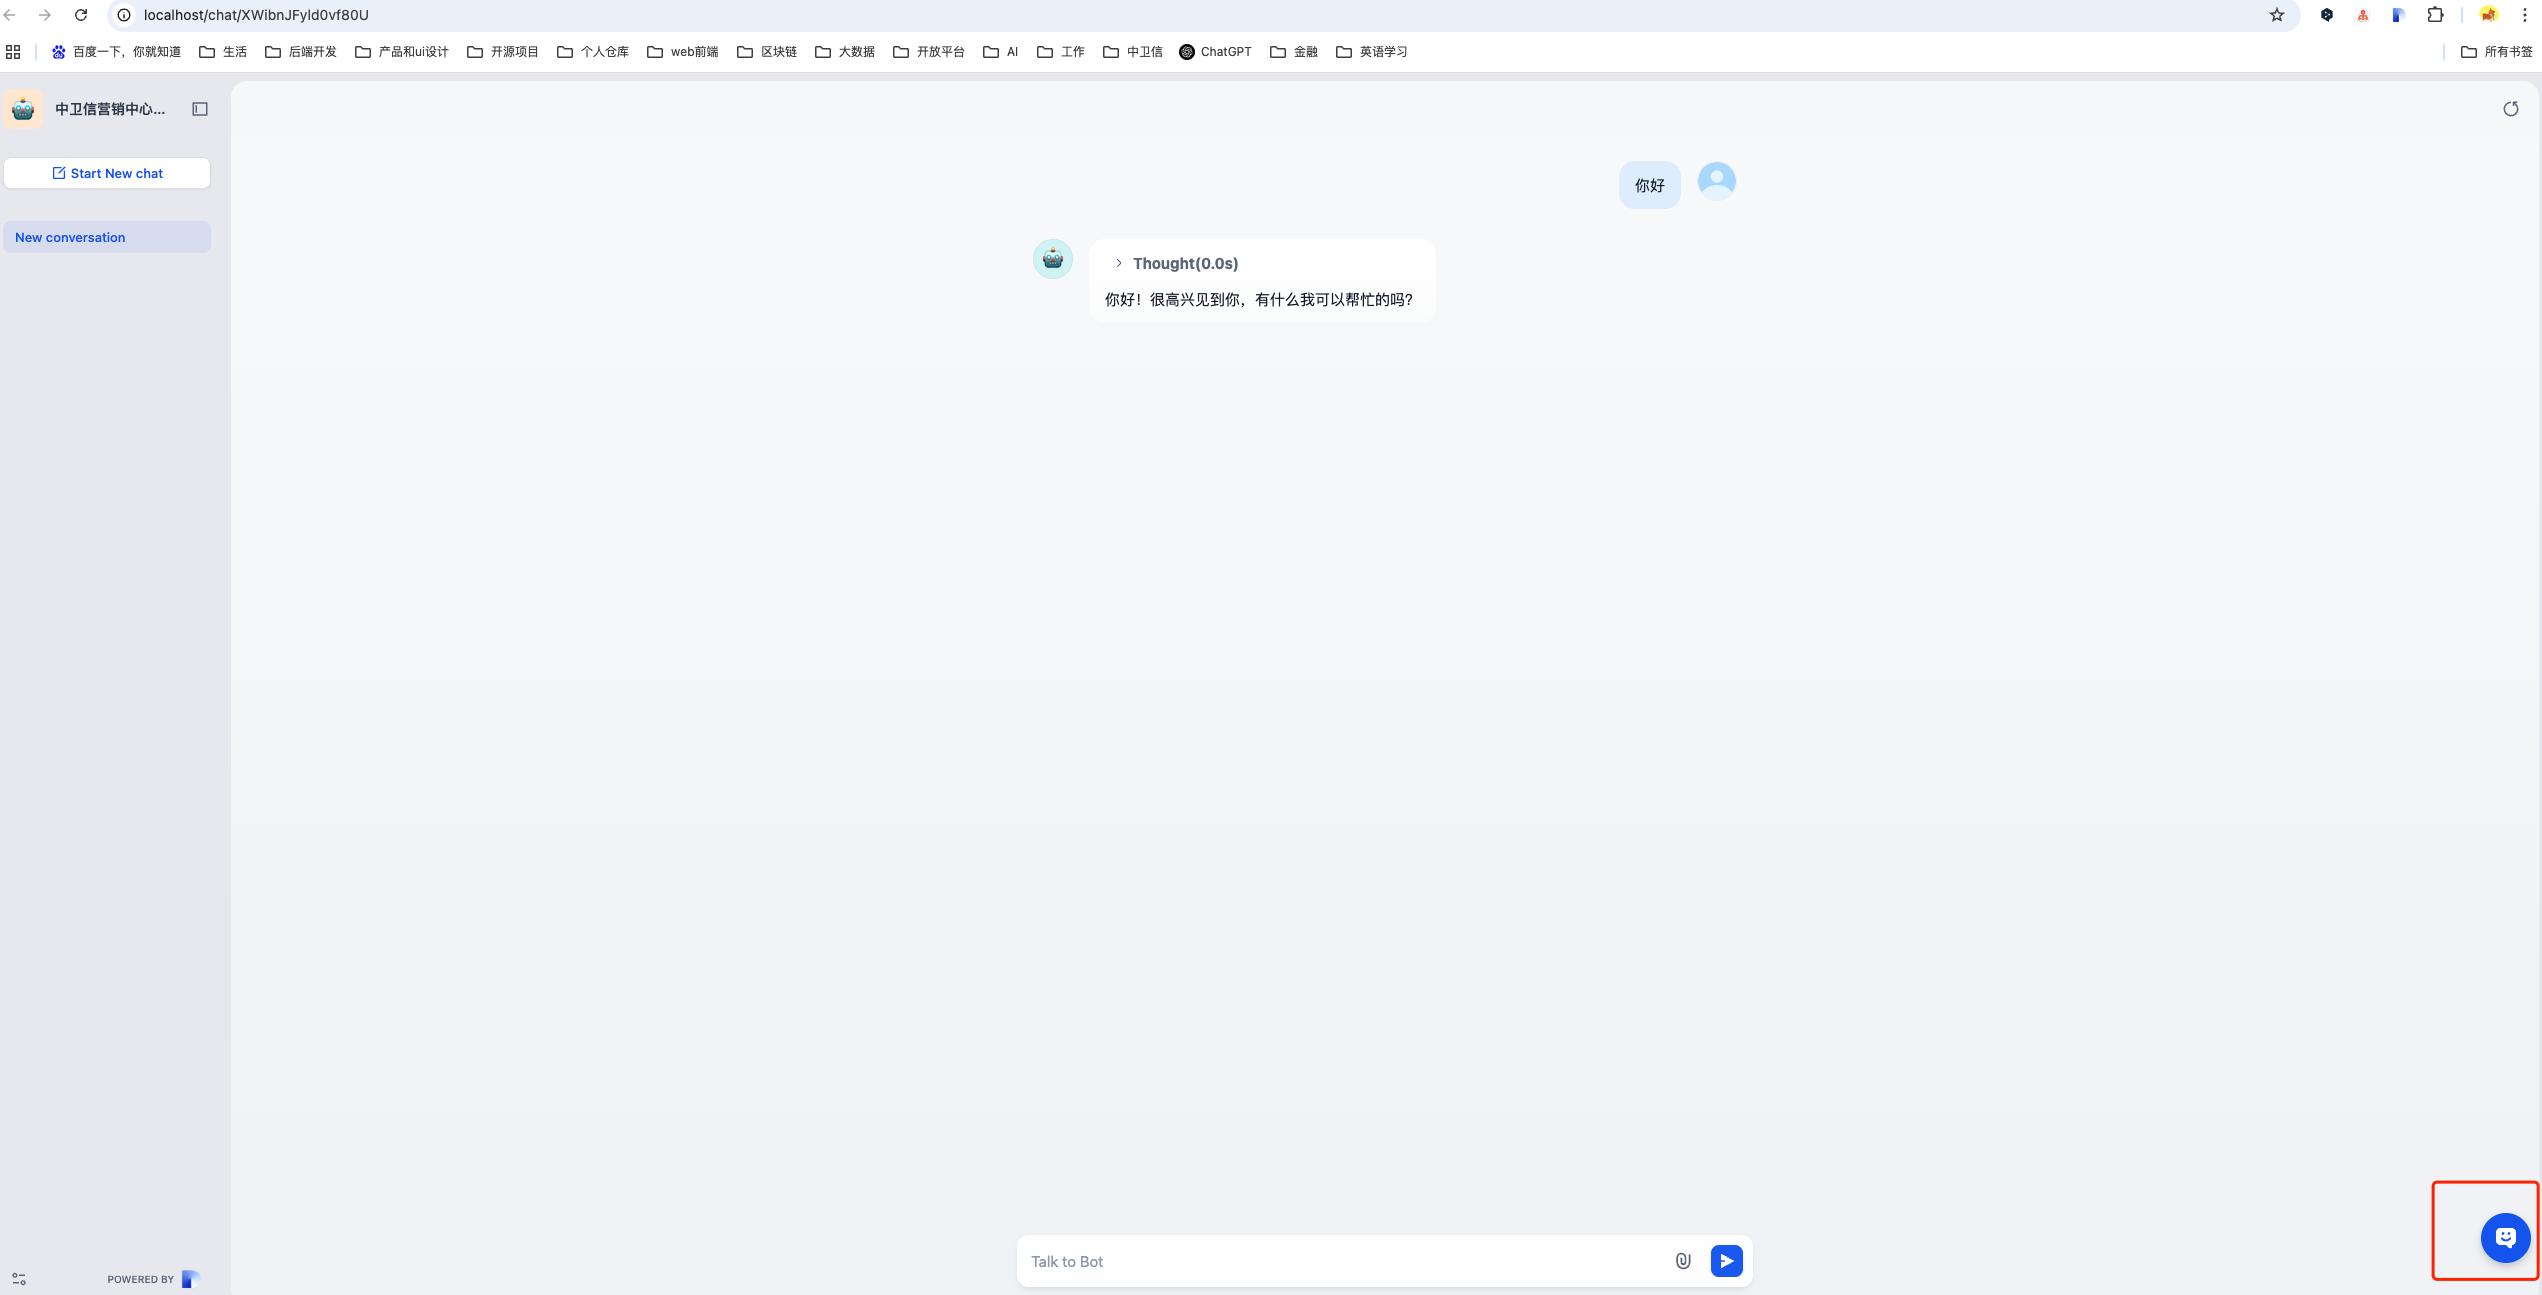 localhost/chat/XWibnJFyId0vf80U
百度一下，你就知道 生活 后端开发 产品和ui设计 开源项目 个人仓库 web前端 区块链 大数据 开放平台 AI 工作 中卫信 ChatGPT 金融 英语学习 所有书签
中卫信营销中心...
Start New chat
New conversation
你好
Thought(0.0s)
你好！很高兴见到你，有什么我可以帮忙的吗？
Talk to Bot
POWERED BY